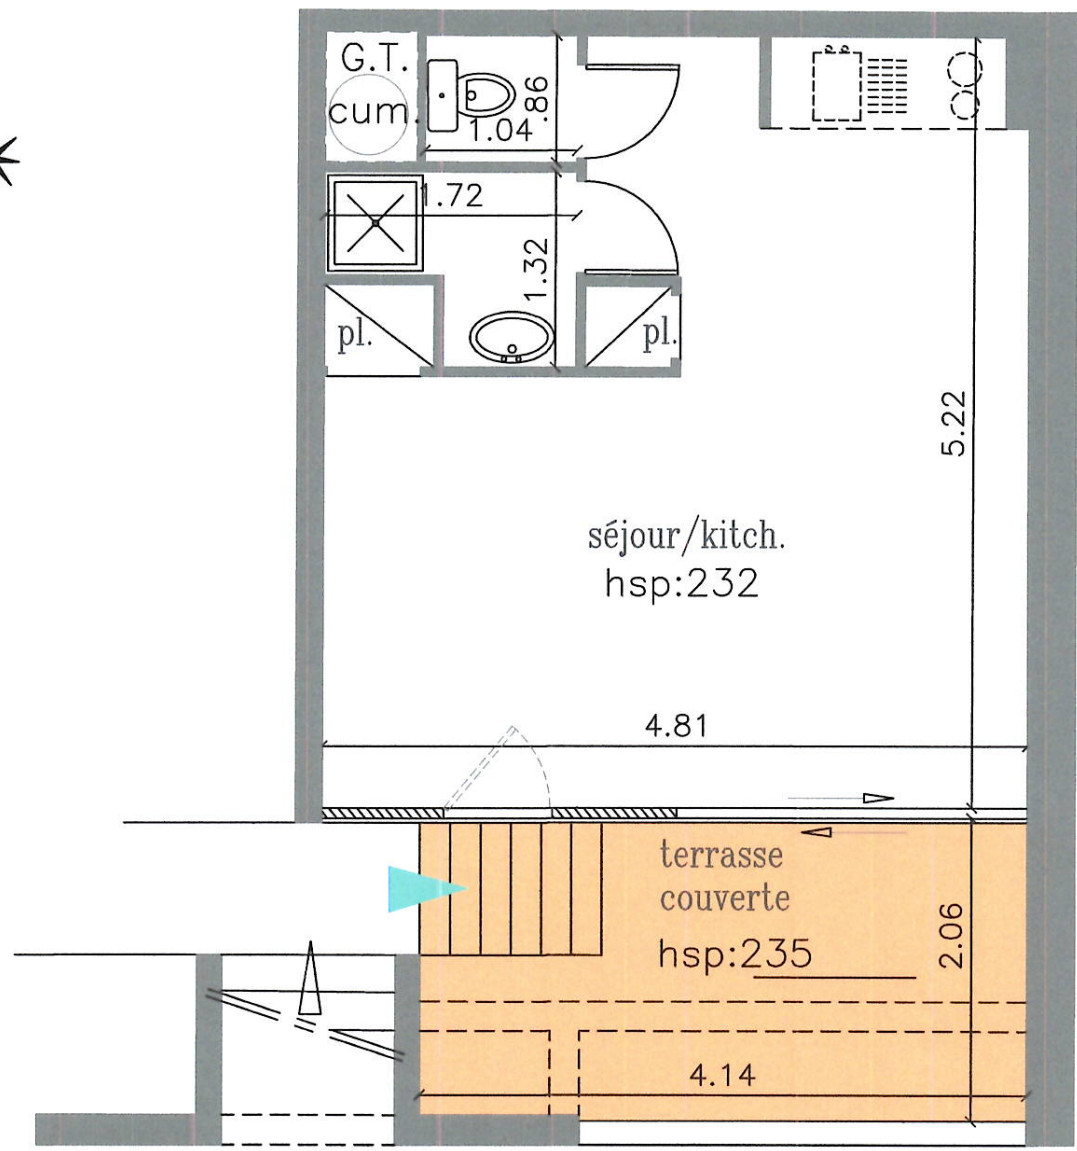 G.T.
cum.
.86
1.04
1.72
1.32
pl.
pl.
5.22
séjour/kitch.
hsp:232
4.81
terrasse
couverte
hsp:235
2.06
4.14